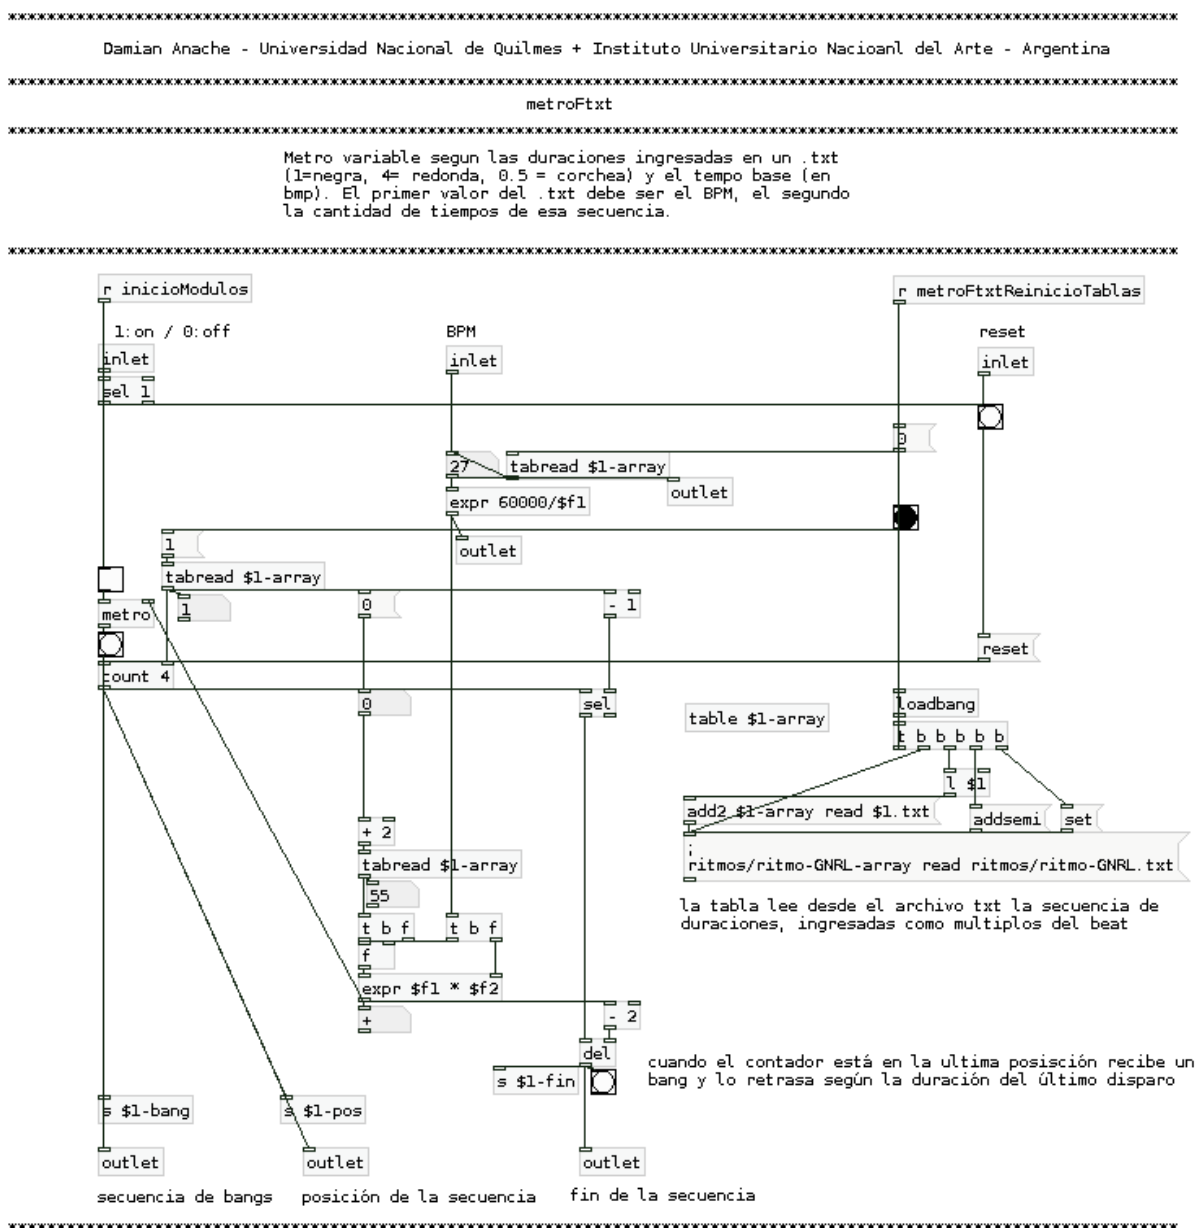 Damian Anache - Universidad Nacional de Quilmes + Instituto Universitario Nacioanl del Arte - Argentina
metroFtxt
Metro variable segun las duraciones ingresadas en un .txt
(1=negra, 4= redonda, 0.5 = corchea) y el tempo base (en
bmp). El primer valor del .txt debe ser el BPM, el segundo
la cantidad de tiempos de esa secuencia.
r inicioModulos
r metroFtxtReinicioTablas
1:on / 0:off
BPM
reset
inlet
inlet
inlet
sel 1
0
27
tabread $1-array
outlet
expr 60000/$f1
outlet
1
tabread $1-array
1
0
- 1
metro
reset
count 4
0
sel
loadbang
table $1-array
t b b b b b
l $1
add2 $1-array read $1.txt
addsemi
set
+ 2
;
ritmos/ritmo-GNRL-array read ritmos/ritmo-GNRL.txt
tabread $1-array
55
la tabla lee desde el archivo txt la secuencia de
duraciones, ingresadas como multiplos del beat
t b f
t b f
f
expr $f1 * $f2
+
- 2
del
cuando el contador está en la ultima posisción recibe un
bang y lo retrasa según la duración del último disparo
s $1-fin
s $1-bang
s $1-pos
outlet
outlet
outlet
secuencia de bangs
posición de la secuencia
fin de la secuencia